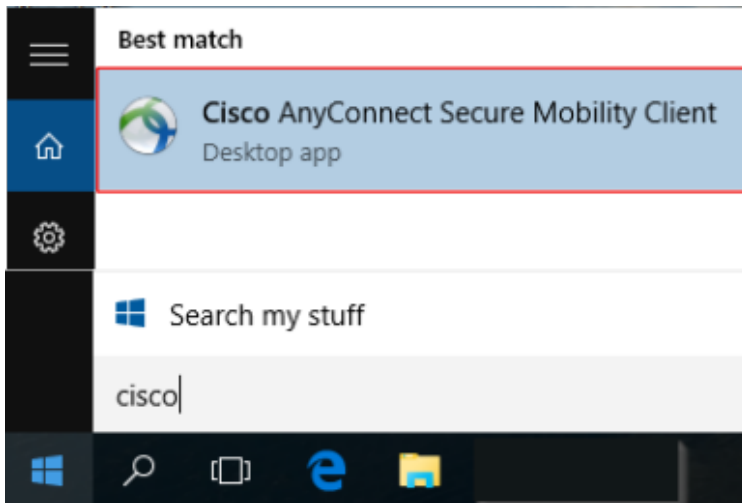 Best match
Cisco AnyConnect Secure Mobility Client
Desktop app
Search my stuff
cisco